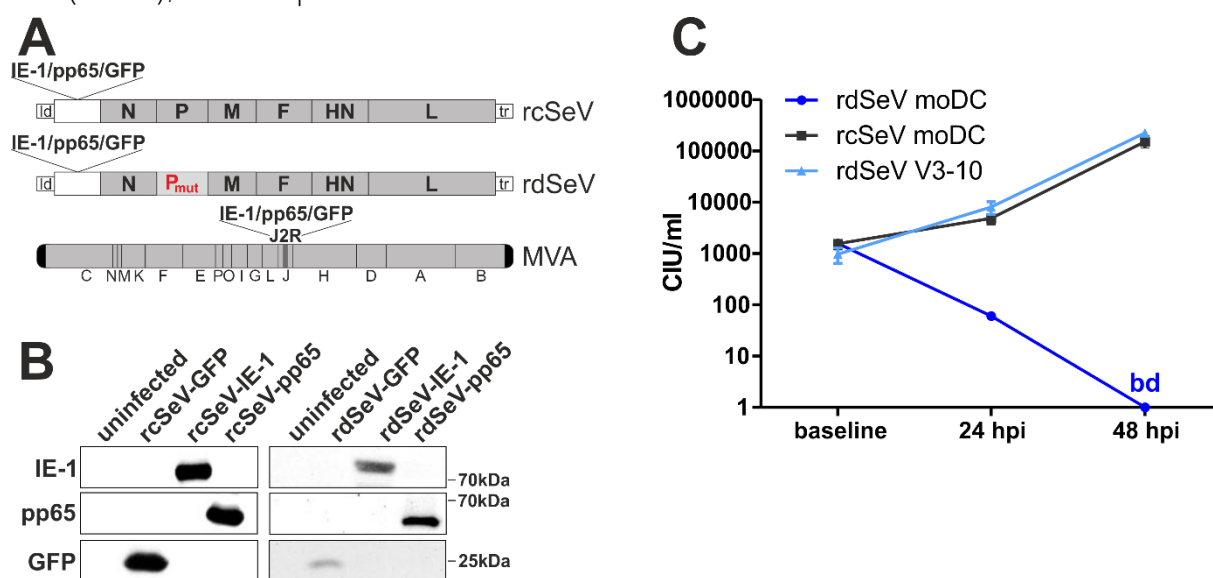 A
IE-1/pp65/GFP
ld N P M F HN L tr rcSeV
IE-1/pp65/GFP
ld N Pmut M F HN L tr rdSeV
IE-1/pp65/GFP
J2R
MVA
C N M K F E P O I G L J H D A B
B
uninfected rcSeV-GFP rcSeV-IE-1 rcSeV-pp65 uninfected rdSeV-GFP rdSeV-IE-1 rdSeV-pp65
IE-1
-70kDa
pp65
-70kDa
GFP
-25kDa
C
rdSeV moDC
rcSeV moDC
rdSeV V3-10
CIU/ml
1000000
100000
10000
1000
100
10
1
bd
baseline 24 hpi 48 hpi